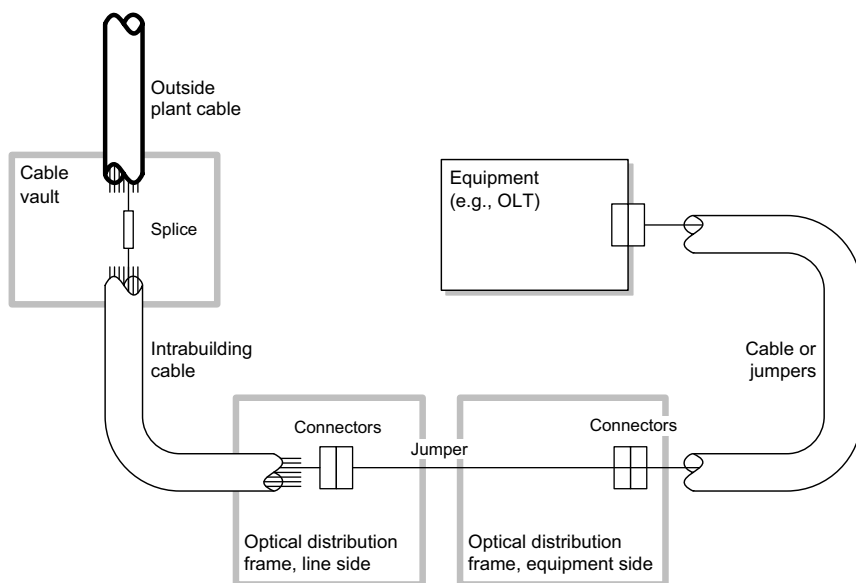 Outside
plant cable
Cable
vault
Splice
Equipment
(e.g., OLT)
Intrabuilding
cable
Cable or
jumpers
Connectors
Jumper
Connectors
Optical distribution
frame, line side
Optical distribution
frame, equipment side